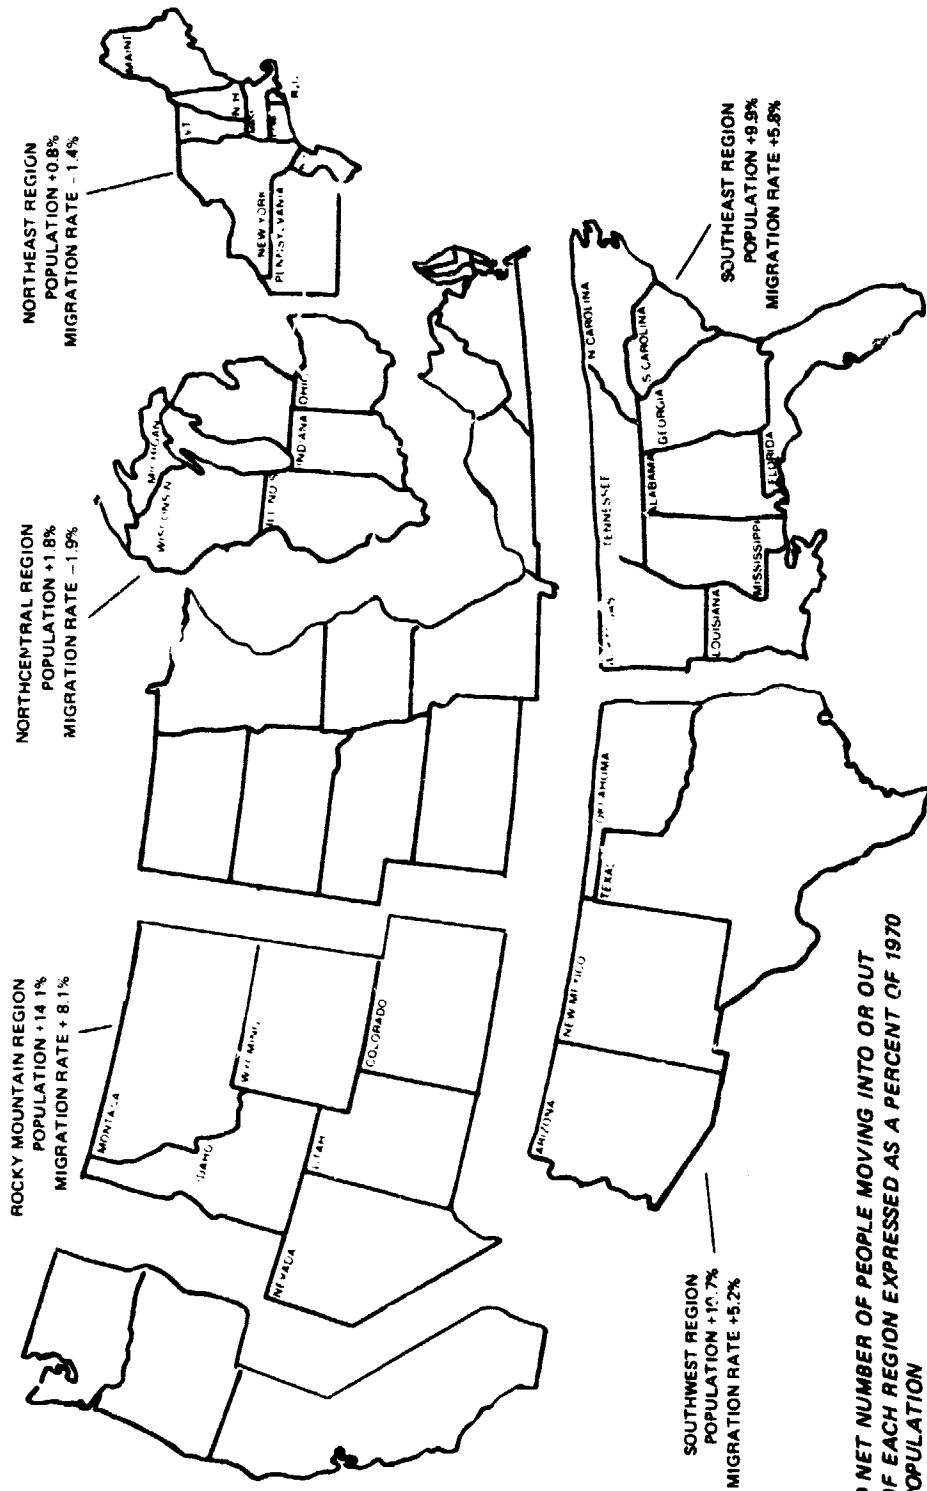 ROCKY MOUNTAIN REGION
POPULATION +14.1%
MIGRATION RATE + 8.1%
NORTHCENTRAL REGION
POPULATION +1.8%
MIGRATION RATE –1.9%
NORTHEAST REGION
POPULATION +0.8%
MIGRATION RATE –1.4%
MONTANA
IDAHO
WYOMING
NEVADA
UTAH
COLORADO
WISCONSIN
MICHIGAN
ILLINOIS
INDIANA
OHIO
MAINE
VT
N H
R.I.
NEW YORK
PENNSYLVANIA
ARIZONA
NEW MEXICO
TEXAS
OKLAHOMA
LOUISIANA
MISSISSIPPI
TENNESSEE
ALABAMA
GEORGIA
FLORIDA
N CAROLINA
S CAROLINA
SOUTHWEST REGION
POPULATION
MIGRATION RATE +5.2%
SOUTHEAST REGION
POPULATION +9.9%
MIGRATION RATE +5.8%
NET NUMBER OF PEOPLE MOVING INTO OR OUT
OF EACH REGION EXPRESSED AS A PERCENT OF 1970
POPULATION